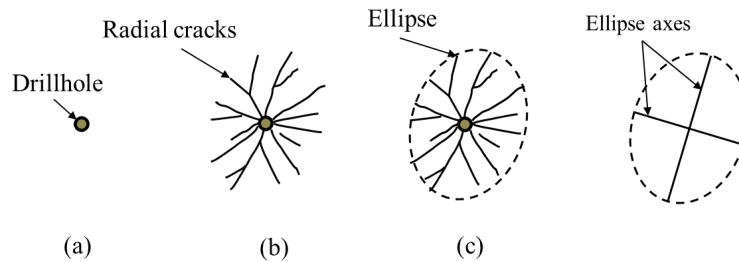 Radial cracks
Ellipse
Ellipse axes
Drillhole
(a)
(b)
(c)